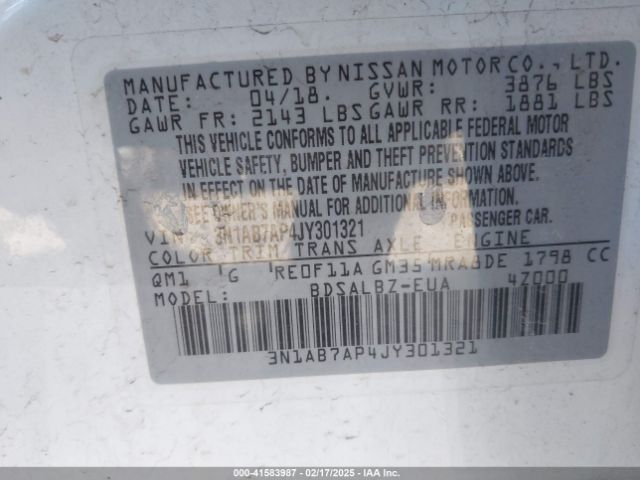 MANUFACTURED BY NISSAN MOTOR CO., LTD.
DATE: 04/18. GVWR: 3876 LBS
GAWR FR: 2143 LBS GAWR RR: 1881 LBS
THIS VEHICLE CONFORMS TO ALL APPLICABLE FEDERAL MOTOR
VEHICLE SAFETY, BUMPER AND THEFT PREVENTION STANDARDS
IN EFFECT ON THE DATE OF MANUFACTURE SHOWN ABOVE.
SEE OWNER'S MANUAL FOR ADDITIONAL INFORMATION.
VIN: 3N1AB7AP4JY301321 PASSENGER CAR.
COLOR TRIM TRANS AXLE ENGINE
QM1 G RE0F11A GM35 MRA8DE 1798 CC
MODEL: BDSALBZ-EUA 4Z000
3N1AB7AP4JY301321
000-41583987 - 02/17/2025 - IAA Inc.